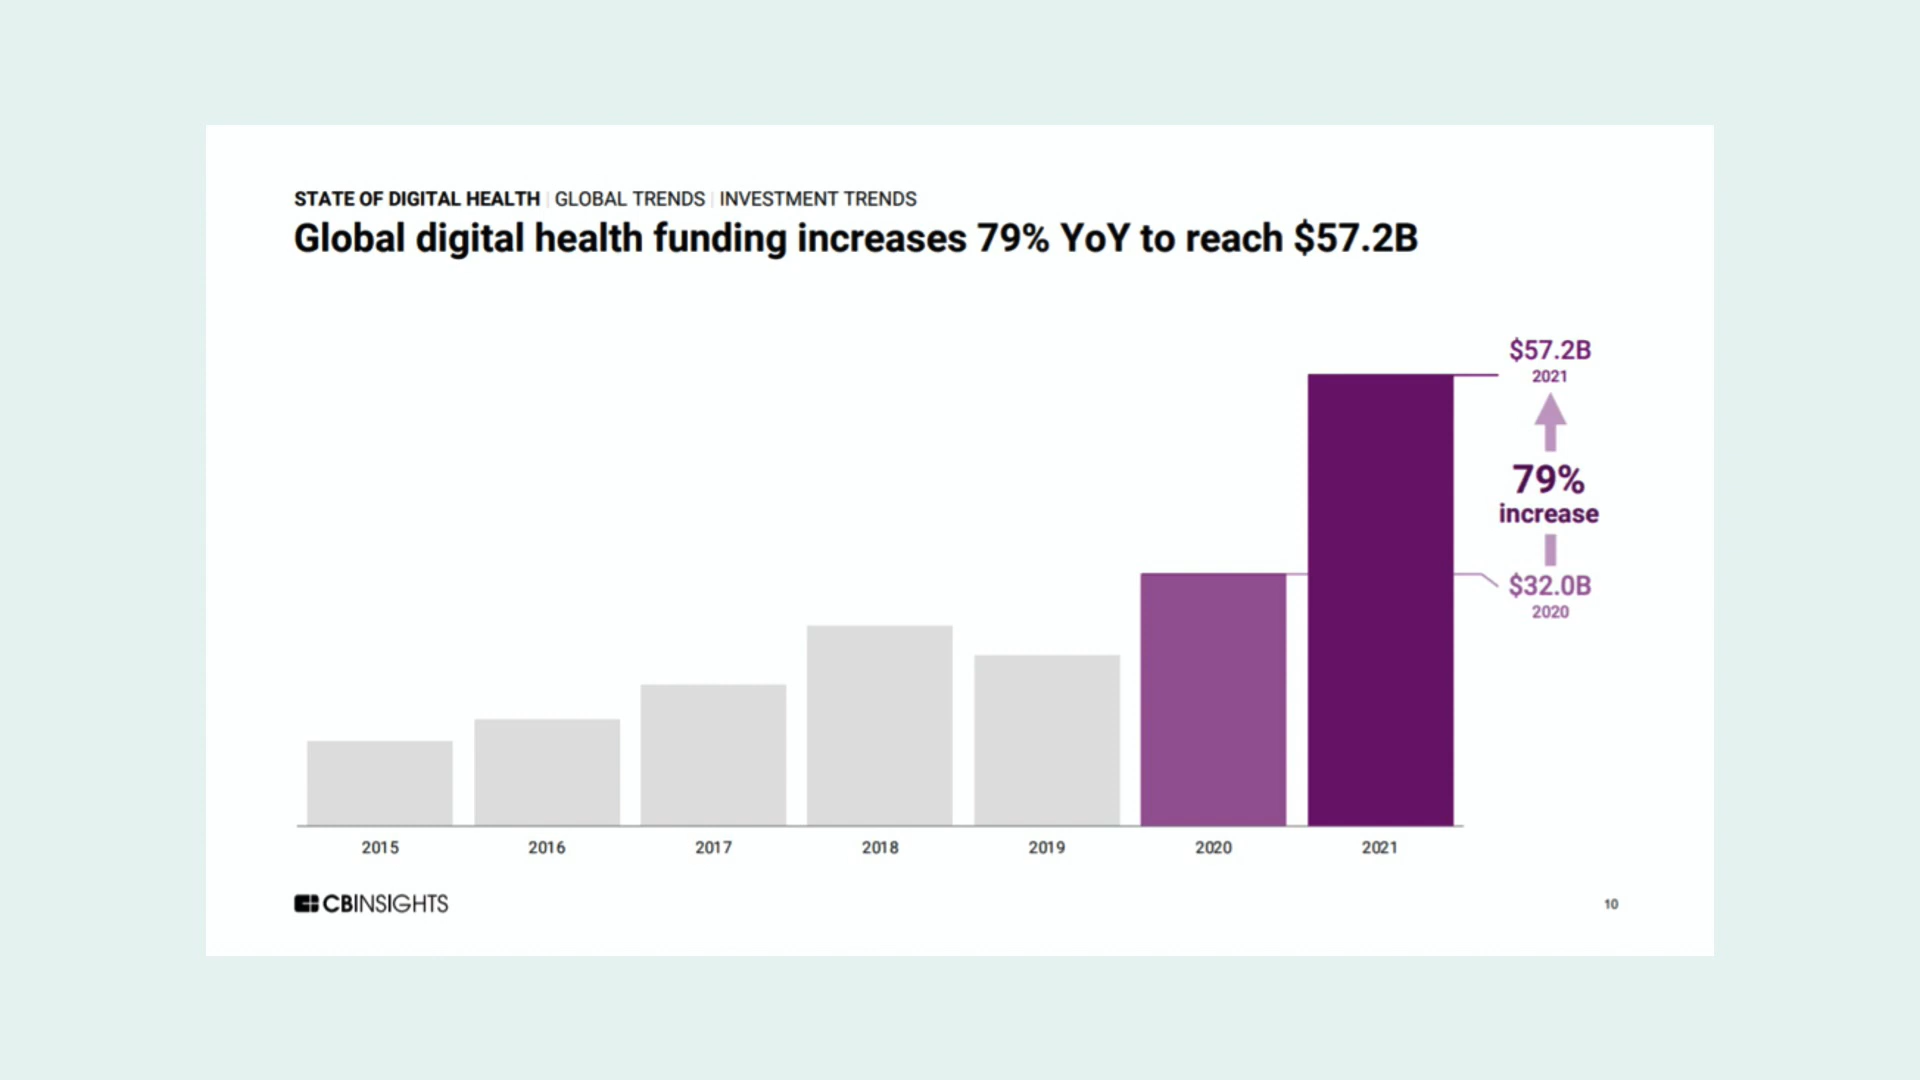 STATE OF DIGITAL HEALTH | GLOBAL TRENDS | INVESTMENT TRENDS
Global digital health funding increases 79% YoY to reach $57.2B
$57.2B
2021
79%
increase
$32.0B
2020
2015 2016 2017 2018 2019 2020 2021
CBINSIGHTS
10